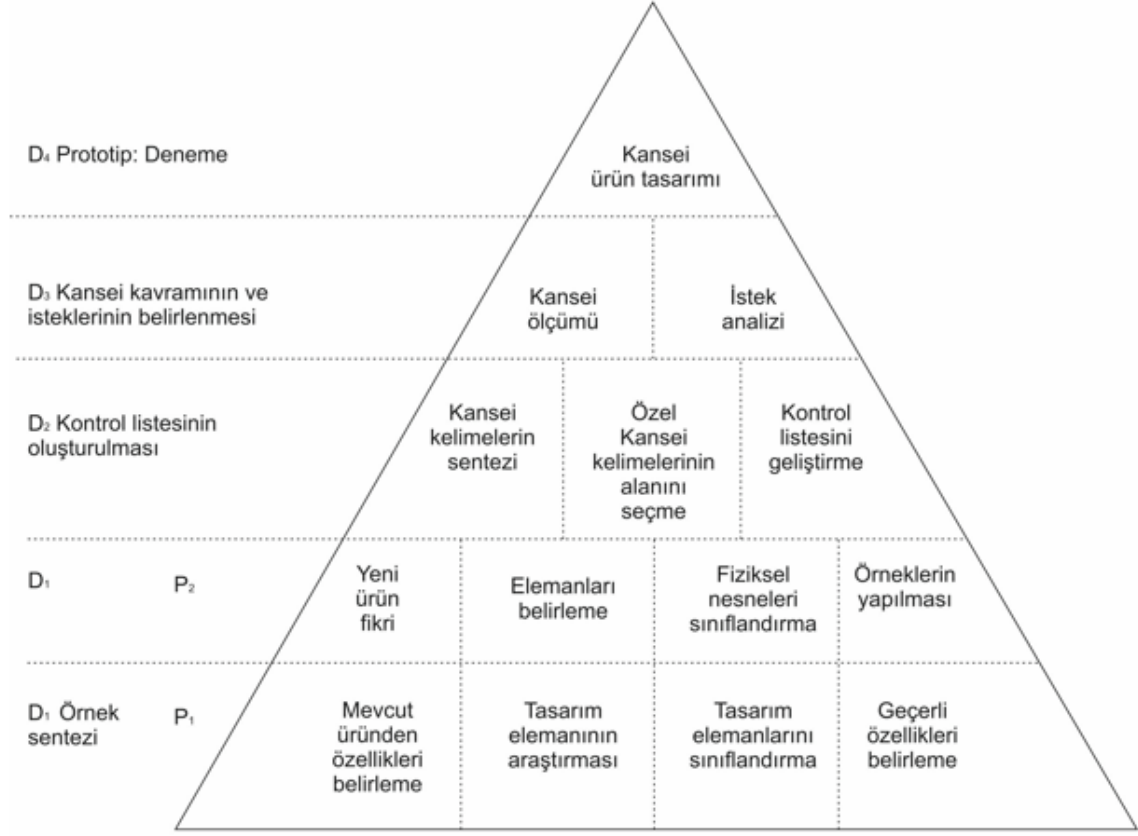 D₄ Prototip: Deneme
Kansei
ürün tasarımı
D₃ Kansei kavramının ve
isteklerinin belirlenmesi
Kansei
ölçümü
İstek
analizi
D₂ Kontrol listesinin
oluşturulması
Kansei
kelimelerin
sentezi
Özel
Kansei
kelimelerinin
alanını
seçme
Kontrol
listesini
geliştirme
D₁
P₂
Yeni
ürün
fikri
Elemanları
belirleme
Fiziksel
nesneleri
sınıflandırma
Örneklerin
yapılması
D₁ Örnek
sentezi
P₁
Mevcut
üründen
özellikleri
belirleme
Tasarım
elemanının
araştırması
Tasarım
elemanlarını
sınıflandırma
Geçerli
özellikleri
belirleme